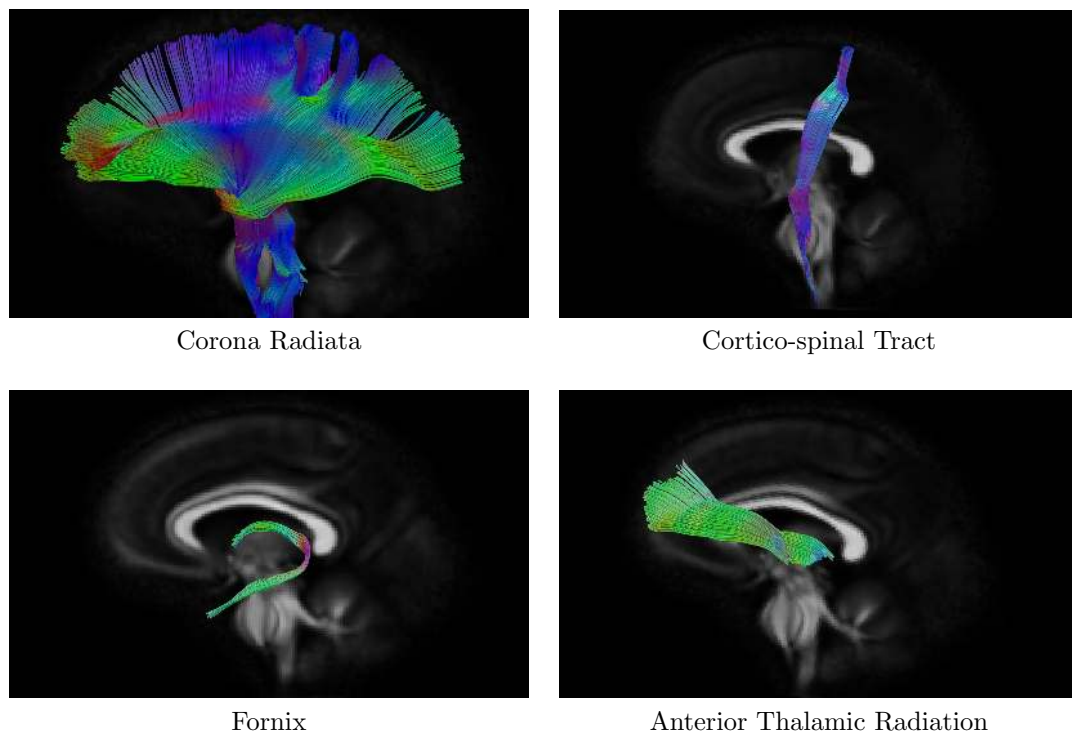 Corona Radiata
Cortico-spinal Tract
Fornix
Anterior Thalamic Radiation